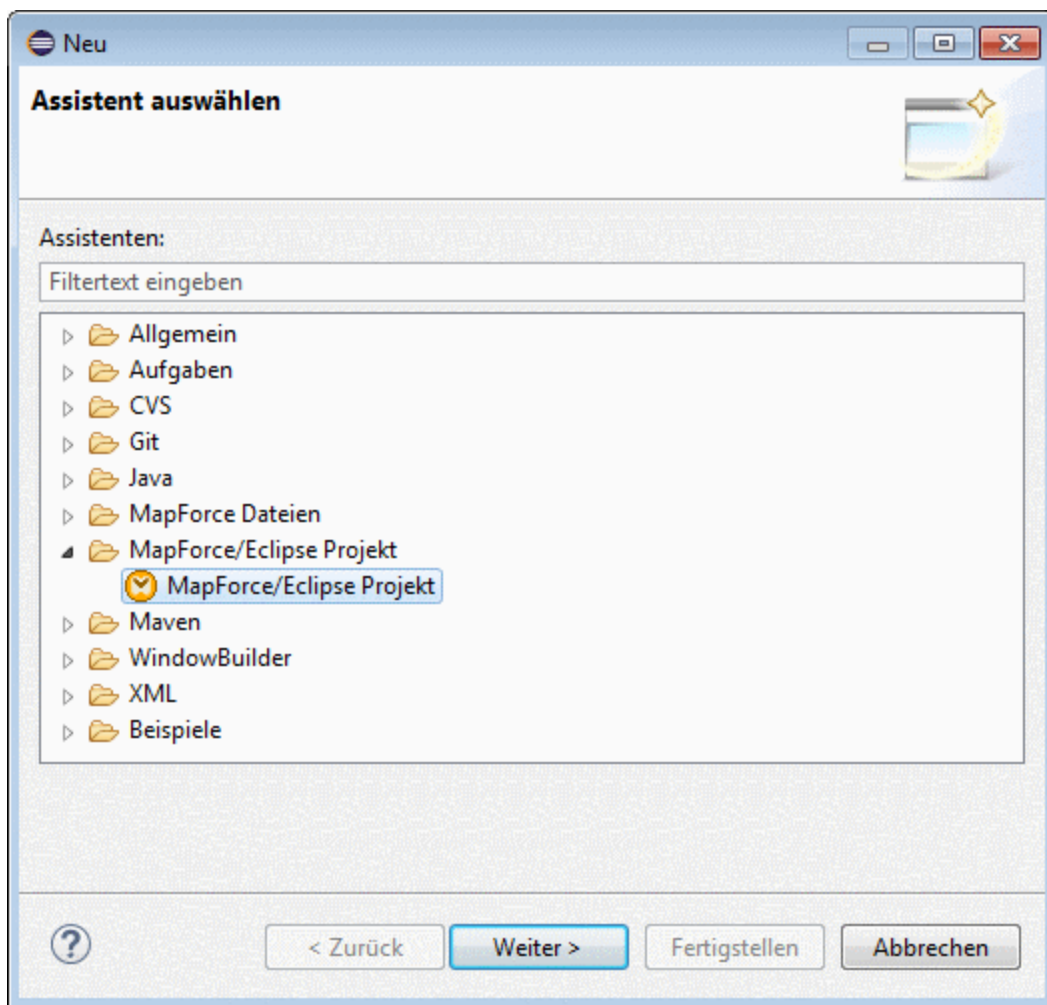 Neu
Assistent auswählen
Assistenten:
Filtertext eingeben
Allgemein
Aufgaben
CVS
Git
Java
MapForce Dateien
MapForce/Eclipse Projekt
MapForce/Eclipse Projekt
Maven
WindowBuilder
XML
Beispiele
? < Zurück Weiter > Fertigstellen Abbrechen